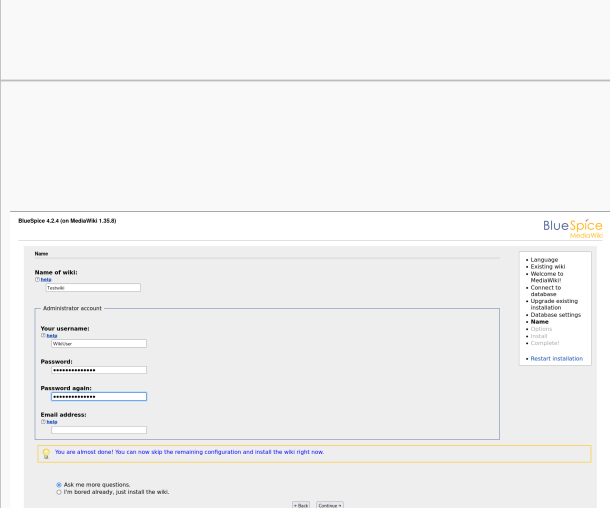 BlueSpice 4.2.4 (on MediaWiki 1.35.8)
BlueSpice
MediaWiki
Name
Name of wiki:
help
Testwiki
Administrator account
Your username:
help
WikiUser
Password:
••••••••••••••
Password again:
••••••••••••••
Email address:
help
You are almost done! You can now skip the remaining configuration and install the wiki right now.
Ask me more questions.
I'm bored already, just install the wiki.
← Back
Continue →
Language
Existing wiki
Welcome to
MediaWiki!
Connect to
database
Upgrade existing
installation
Database settings
Name
Options
Install
Complete!
Restart installation